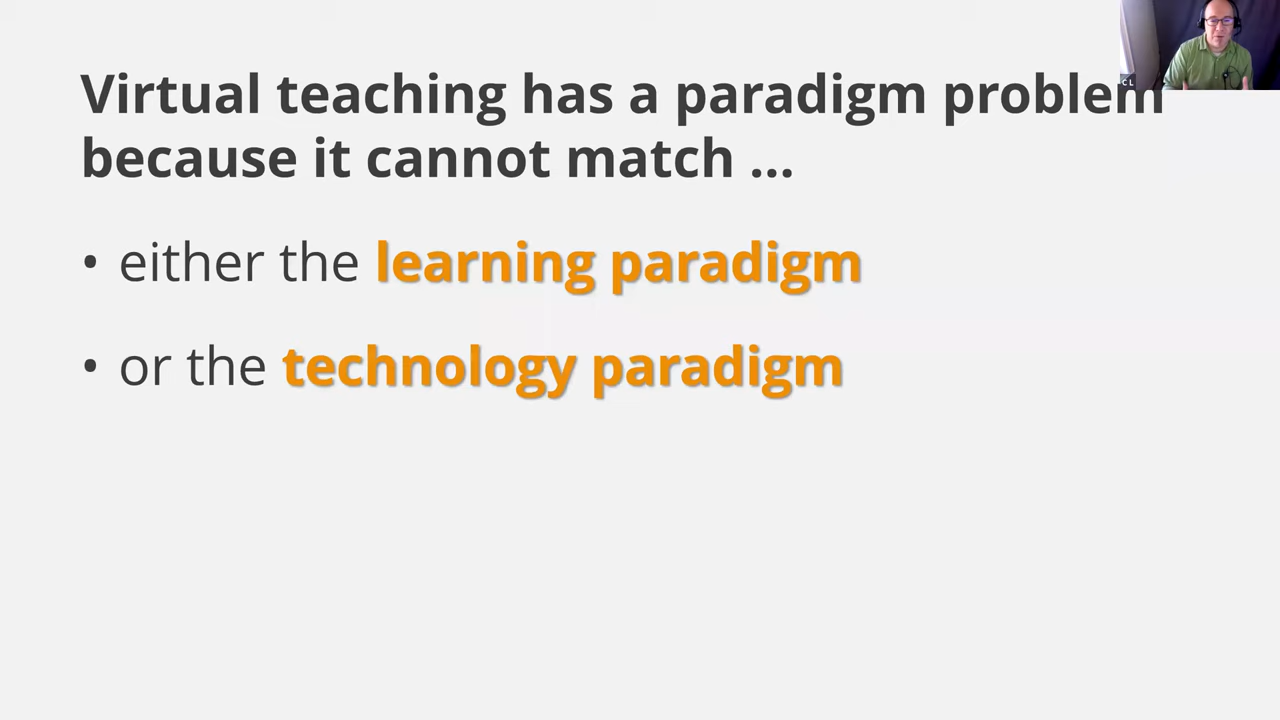 Virtual teaching has a paradigm problem
because it cannot match ...
• either the learning paradigm
• or the technology paradigm
C L